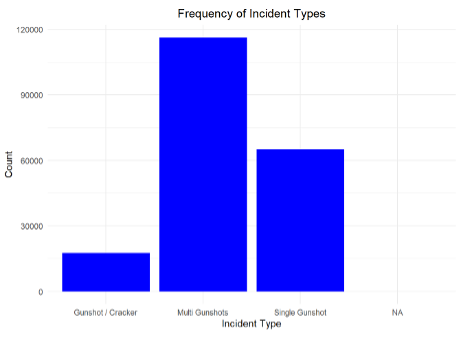 Frequency of Incident Types
Count
120000
90000
60000
30000
0
Gunshot / Cracker
Multi Gunshots
Single Gunshot
NA
Incident Type